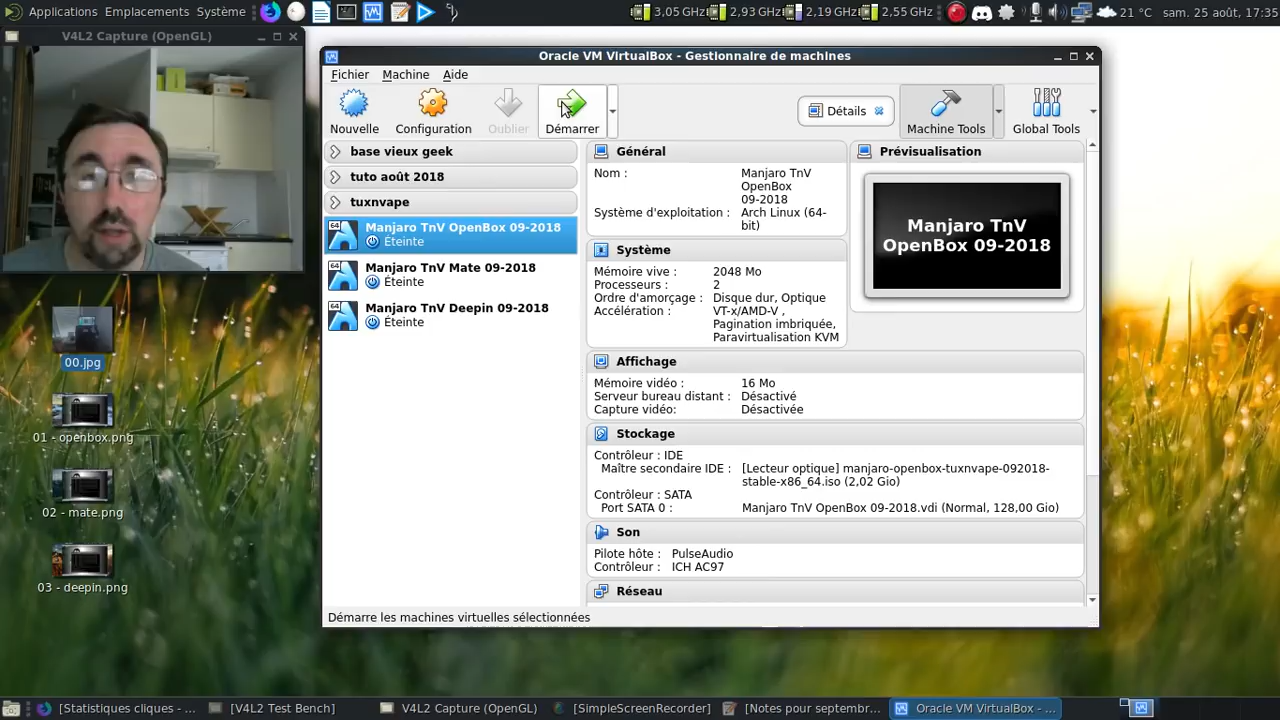 Applications Emplacements Système
3,05 GHz 2,93 GHz 2,19 GHz 2,55 GHz
21 °C sam. 25 août, 17:35
V4L2 Capture (OpenGL)
Oracle VM VirtualBox - Gestionnaire de machines
Fichier Machine Aide
Nouvelle Configuration Oublier Démarrer
Détails
Machine Tools Global Tools
base vieux geek
tuto août 2018
tuxnvape
64 Manjaro TnV OpenBox 09-2018
Éteinte
64 Manjaro TnV Mate 09-2018
Éteinte
64 Manjaro TnV Deepin 09-2018
Éteinte
Général
Nom : Manjaro TnV
OpenBox
09-2018
Système d'exploitation : Arch Linux (64-
bit)
Système
Mémoire vive : 2048 Mo
Processeurs : 2
Ordre d'amorçage : Disque dur, Optique
Accélération : VT-x/AMD-V ,
Pagination imbriquée,
Paravirtualisation KVM
Prévisualisation
Manjaro TnV
OpenBox 09-2018
Affichage
Mémoire vidéo : 16 Mo
Serveur bureau distant : Désactivé
Capture vidéo: Désactivée
Stockage
Contrôleur : IDE
Maître secondaire IDE : [Lecteur optique] manjaro-openbox-tuxnvape-092018-
stable-x86_64.iso (2,02 Gio)
Contrôleur : SATA
Port SATA 0 : Manjaro TnV OpenBox 09-2018.vdi (Normal, 128,00 Gio)
Son
Pilote hôte : PulseAudio
Contrôleur : ICH AC97
Réseau
Démarre les machines virtuelles sélectionnées
00.jpg
01 - openbox.png
02 - mate.png
03 - deepin.png
[Statistiques cliques - ... [V4L2 Test Bench] V4L2 Capture (OpenGL) [SimpleScreenRecorder] [Notes pour septembr... Oracle VM VirtualBox - ...